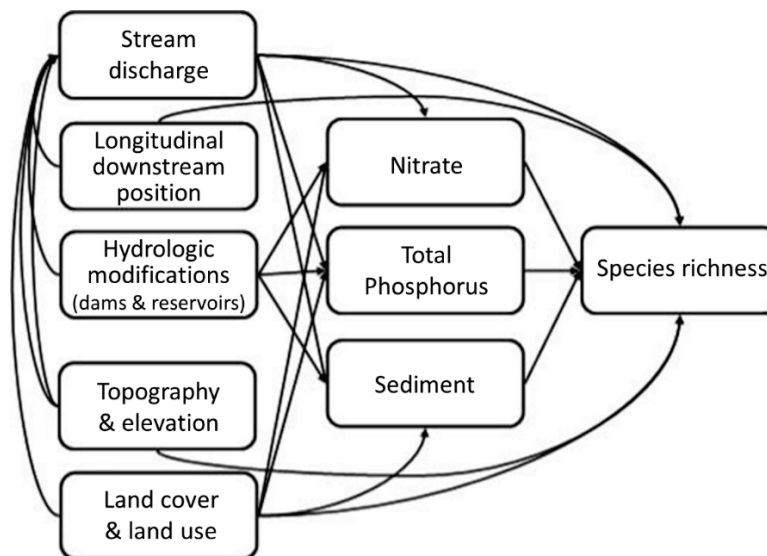 Stream
discharge
Longitudinal
downstream
position
Hydrologic
modifications
(dams & reservoirs)
Topography
& elevation
Land cover
& land use
Nitrate
Total
Phosphorus
Sediment
Species richness